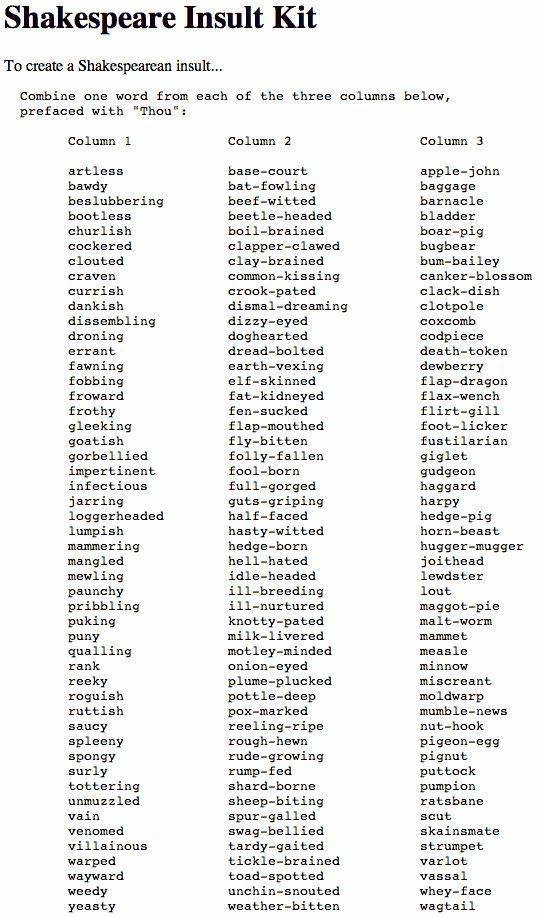 Shakespeare Insult Kit
To create a Shakespearean insult...
Combine one word from each of the three columns below,
prefaced with "Thou":
Column 1 Column 2 Column 3
artless base-court apple-john
bawdy bat-fowling baggage
beslubbering beef-witted barnacle
bootless beetle-headed bladder
churlish boil-brained boar-pig
cockered clapper-clawed bugbear
clouted clay-brained bum-bailey
craven common-kissing canker-blossom
currish crook-pated clack-dish
dankish dismal-dreaming clotpole
dissembling dizzy-eyed coxcomb
droning doghearted codpiece
errant dread-bolted death-token
fawning earth-vexing dewberry
fobbing elf-skinned flap-dragon
froward fat-kidneyed flax-wench
frothy fen-sucked flirt-gill
gleeking flap-mouthed foot-licker
goatish fly-bitten fustilarian
gorbellied folly-fallen giglet
impertinent fool-born gudgeon
infectious full-gorged haggard
jarring guts-griping harpy
loggerheaded half-faced hedge-pig
lumpish hasty-witted horn-beast
mammering hedge-born hugger-mugger
mangled hell-hated joithead
mewling idle-headed lewdster
paunchy ill-breeding lout
pribbling ill-nurtured maggot-pie
puking knotty-pated malt-worm
puny milk-livered mammet
qualling motley-minded measle
rank onion-eyed minnow
reeky plume-plucked miscreant
roguish pottle-deep moldwarp
ruttish pox-marked mumble-news
saucy reeling-ripe nut-hook
spleeny rough-hewn pigeon-egg
spongy rude-growing pignut
surly rump-fed puttock
tottering shard-borne pumpion
unmuzzled sheep-biting ratsbane
vain spur-galled scut
venomed swag-bellied skainsmate
villainous tardy-gaited strumpet
warped tickle-brained varlot
wayward toad-spotted vassal
weedy unchin-snouted whey-face
yeasty weather-bitten wagtail